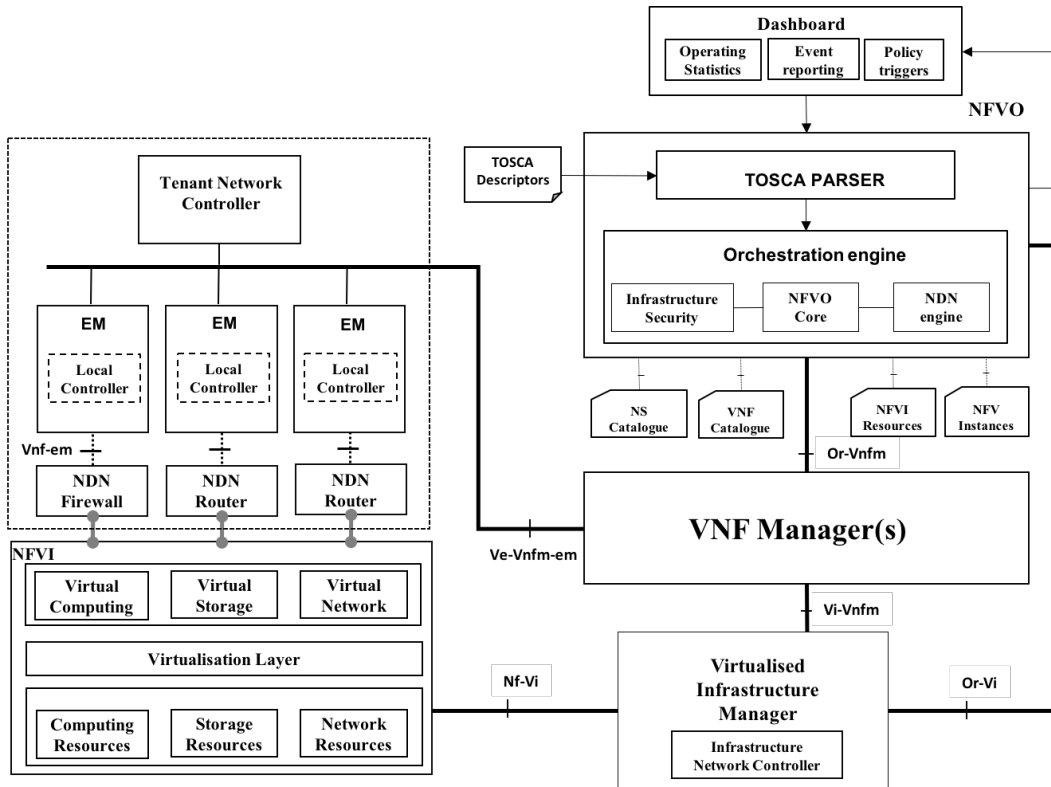 Dashboard
Operating
Statistics
Event
reporting
Policy
triggers
NFVO
TOSCA
Descriptors
TOSCA PARSER
Tenant Network
Controller
Orchestration engine
Infrastructure
Security
NFVO
Core
NDN
engine
EM
EM
EM
Local
Controller
Local
Controller
Local
Controller
NS
Catalogue
VNF
Catalogue
NFVI
Resources
NFV
Instances
Vnf-em
Or-Vnfm
NDN
Firewall
NDN
Router
NDN
Router
VNF Manager(s)
Ve-Vnfm-em
NFVI
Virtual
Computing
Virtual
Storage
Virtual
Network
Vi-Vnfm
Virtualisation Layer
Nf-Vi
Virtualised
Infrastructure
Manager
Or-Vi
Computing
Resources
Storage
Resources
Network
Resources
Infrastructure
Network Controller